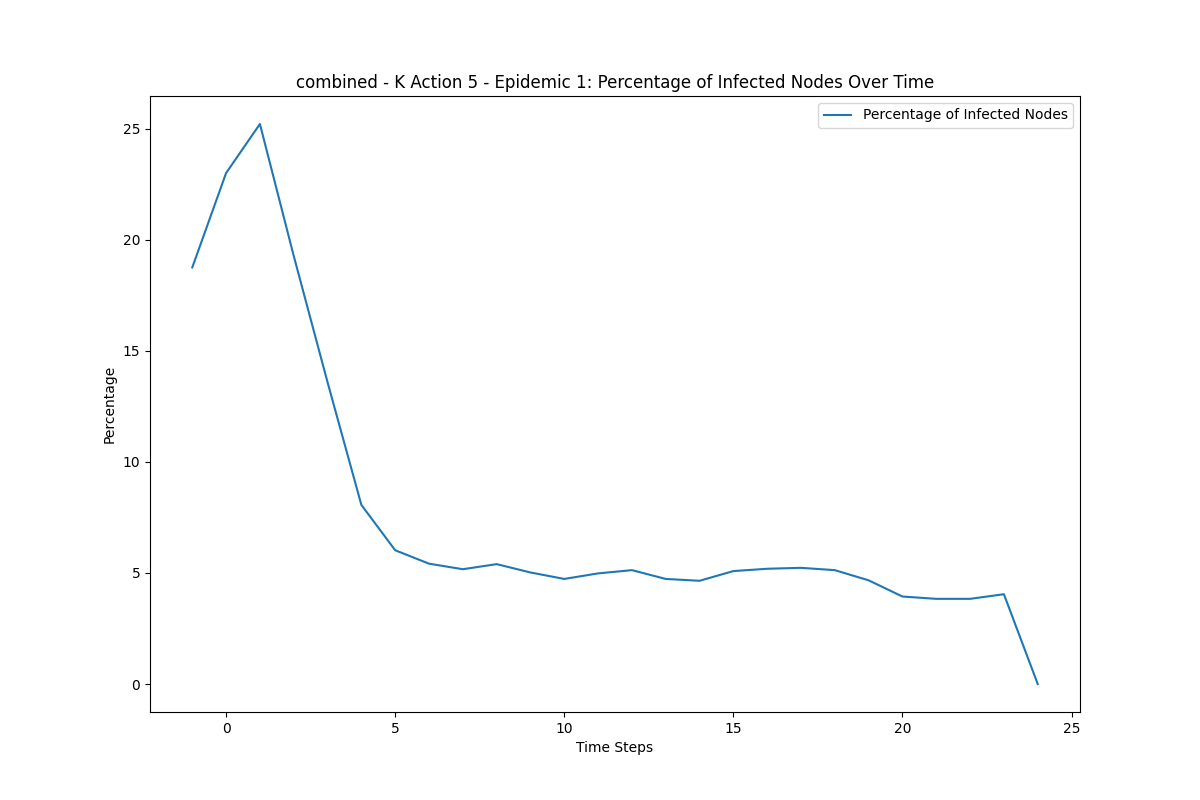 combined - K Action 5 - Epidemic 1: Percentage of Infected Nodes Over Time
Percentage of Infected Nodes
25
20
15
10
5
0
Percentage
0 5 10 15 20 25
Time Steps